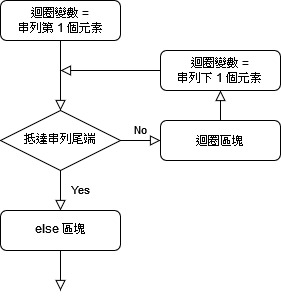 迴圈變數 =
串列第 1 個元素
迴圈變數 =
串列下 1 個元素
抵達串列尾端
No
迴圈區塊
Yes
else 區塊